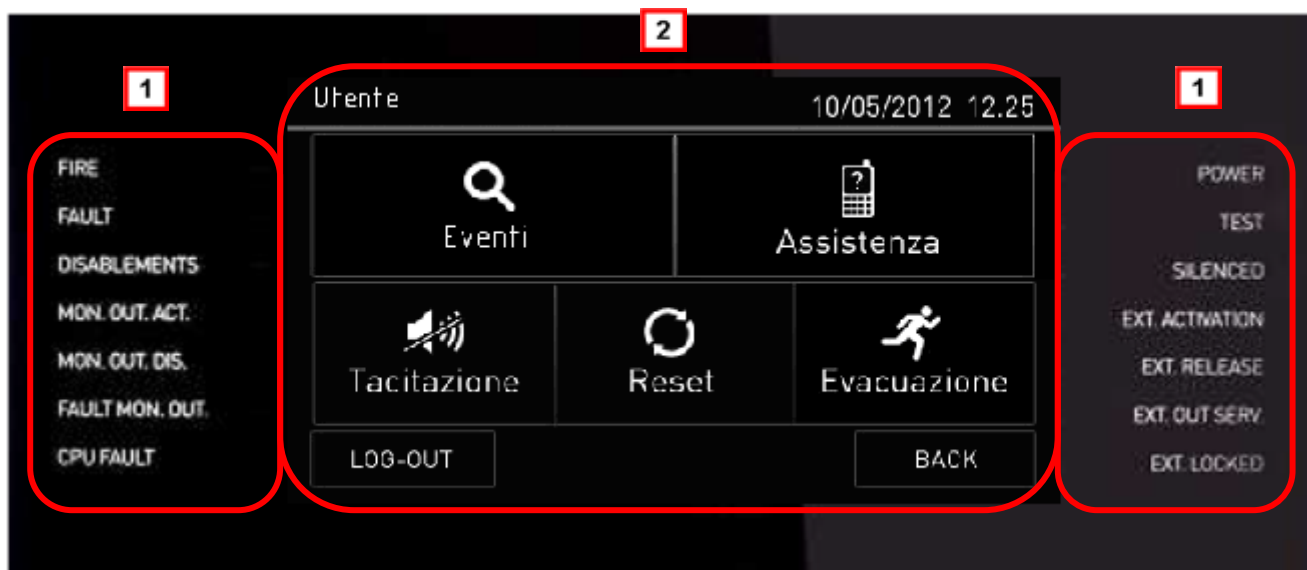 2
1
1
Utente
10/05/2012 12.25
FIRE
FAULT
DISABLEMENTS
MON. OUT. ACT.
MON. OUT. DIS.
FAULT MON. OUT.
CPU FAULT
?
Eventi
Assistenza
Tacitazione
Reset
Evacuazione
LOG-OUT
BACK
POWER
TEST
SILENCED
EXT. ACTIVATION
EXT. RELEASE
EXT. OUT SERV.
EXT. LOCKED